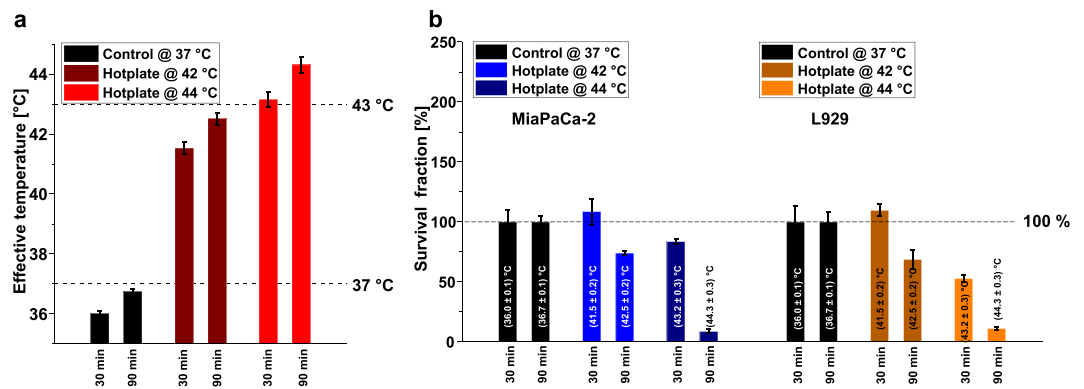 a
Effective temperature [°C]
44
42
40
38
36
Control @ 37 °C
Hotplate @ 42 °C
Hotplate @ 44 °C
43 °C
37 °C
30 min
90 min
30 min
90 min
30 min
90 min
b
Survival fraction [%]
250
200
150
100
50
0
Control @ 37 °C
Hotplate @ 42 °C
Hotplate @ 44 °C
MiaPaCa-2
Control @ 37 °C
Hotplate @ 42 °C
Hotplate @ 44 °C
L929
100 %
(36.0 ± 0.1) °C
(36.7 ± 0.1) °C
(41.5 ± 0.2) °C
(42.5 ± 0.2) °C
(43.2 ± 0.3) °C
(44.3 ± 0.3) °C
(36.0 ± 0.1) °C
(36.7 ± 0.1) °C
(41.5 ± 0.2) °C
(42.5 ± 0.2) °C
(43.2 ± 0.3) °C
(44.3 ± 0.3) °C
30 min
90 min
30 min
90 min
30 min
90 min
30 min
90 min
30 min
90 min
30 min
90 min